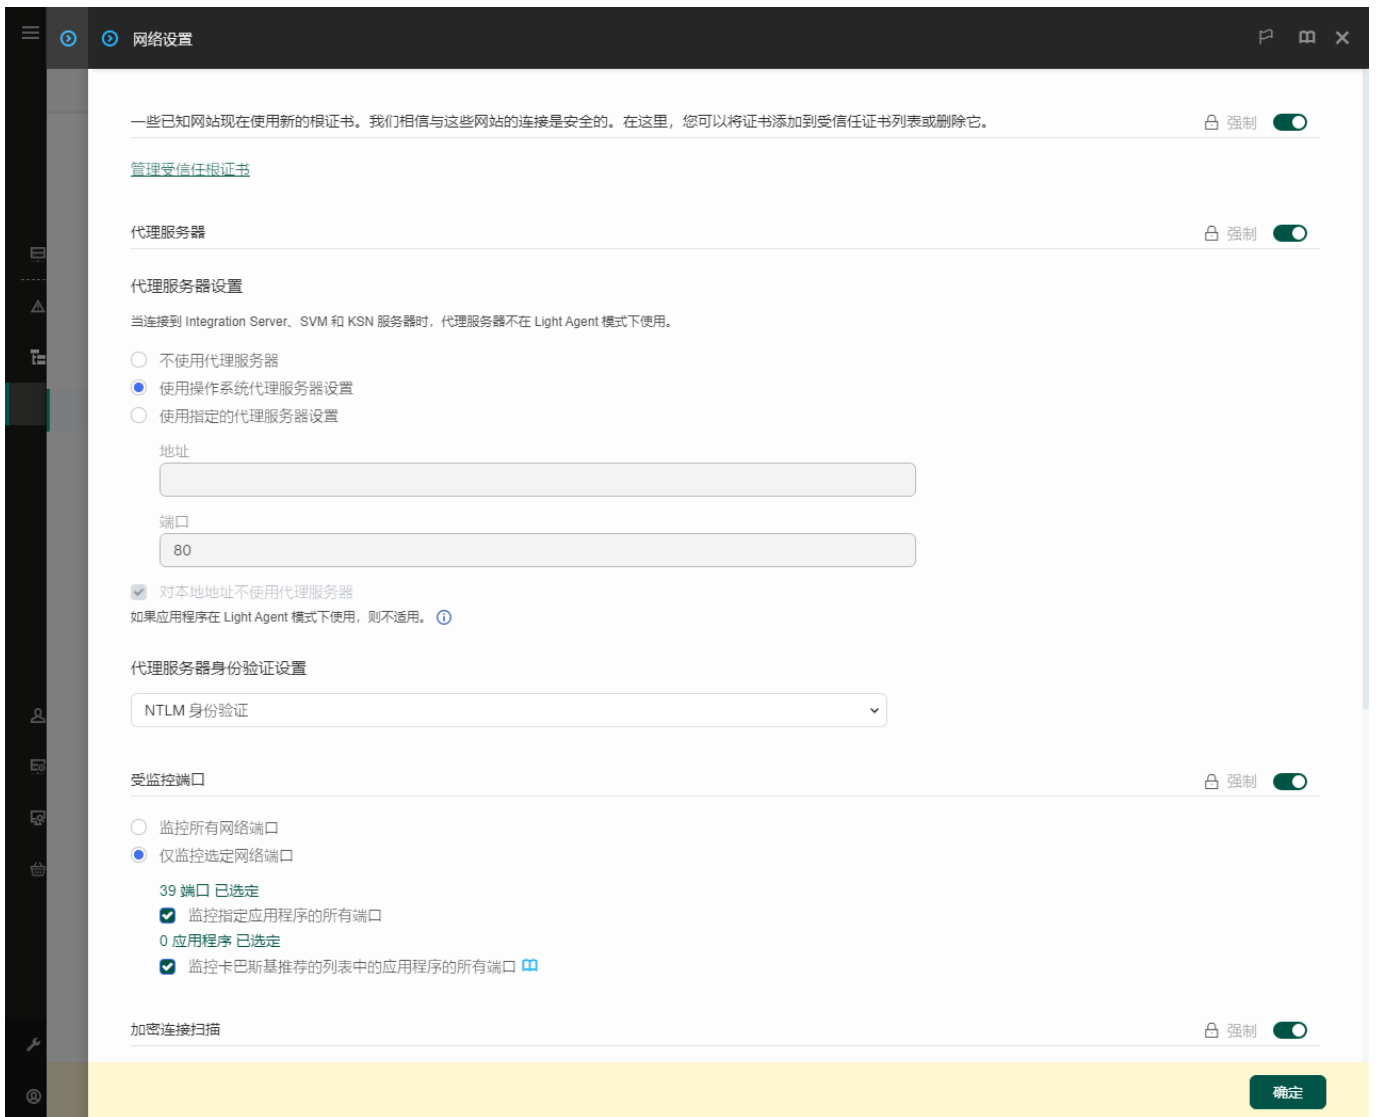 网络设置
一些已知网站现在使用新的根证书。我们相信与这些网站的连接是安全的。在这里，您可以将证书添加到受信任证书列表或删除它。
强制
管理受信任根证书
代理服务器
强制
代理服务器设置
当连接到 Integration Server、SVM 和 KSN 服务器时，代理服务器不在 Light Agent 模式下使用。
不使用代理服务器
使用操作系统代理服务器设置
使用指定的代理服务器设置
地址
端口
80
对本地地址不使用代理服务器
如果应用程序在 Light Agent 模式下使用，则不适用。
代理服务器身份验证设置
NTLM 身份验证
受监控端口
强制
监控所有网络端口
仅监控选定网络端口
39 端口 已选定
监控指定应用程序的所有端口
0 应用程序 已选定
监控卡巴斯基推荐的列表中的应用程序的所有端口
加密连接扫描
强制
确定